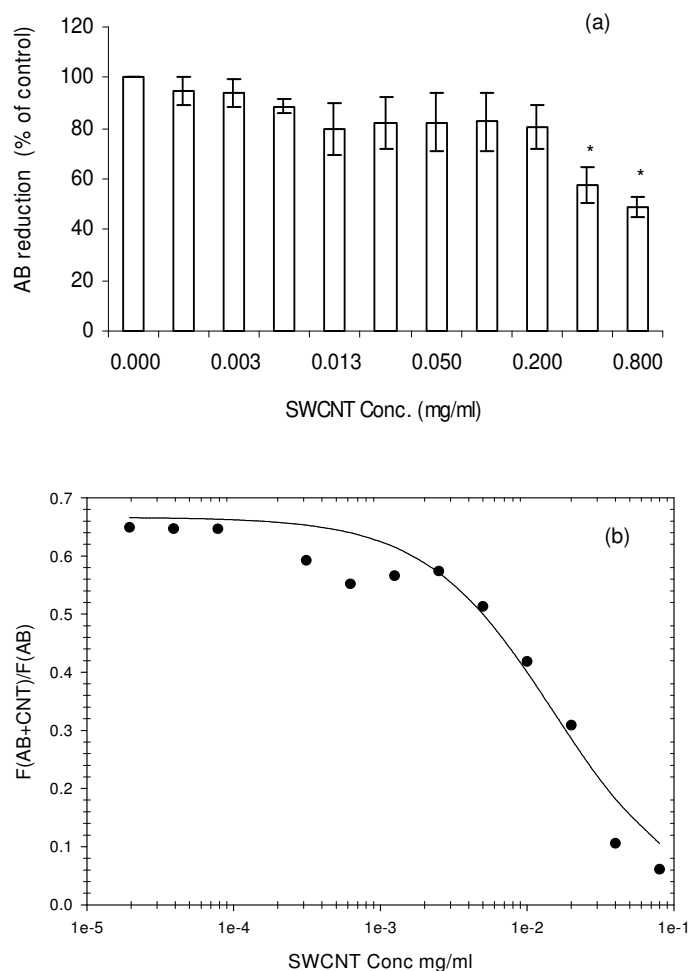 (a)
AB reduction (% of control)
120
100
80
60
40
20
0
*
*
0.000 0.003 0.013 0.050 0.200 0.800
SWCNT Conc. (mg/ml)
(b)
F(AB+CNT)/F(AB)
0.7
0.6
0.5
0.4
0.3
0.2
0.1
0.0
1e-5 1e-4 1e-3 1e-2 1e-1
SWCNT Conc mg/ml